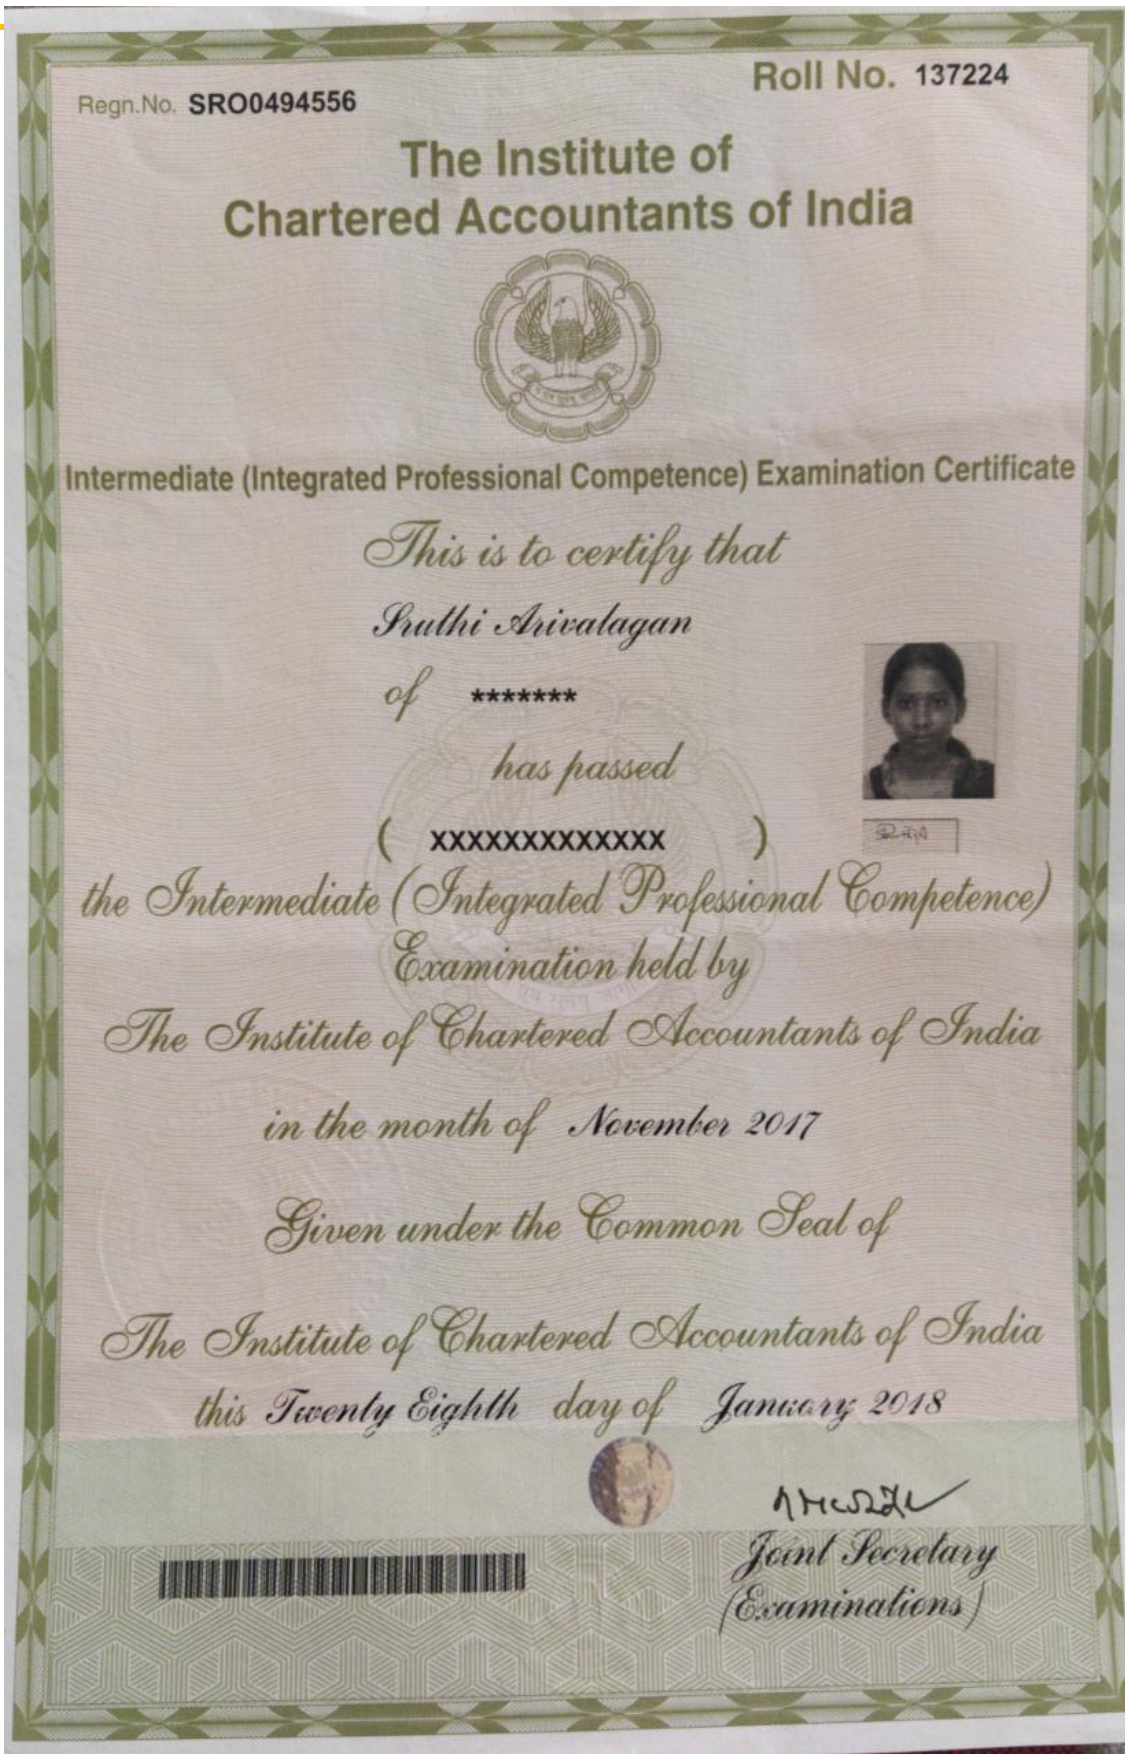 Regn.No. SRO0494556
Roll No. 137224
The Institute of
Chartered Accountants of India
Intermediate (Integrated Professional Competence) Examination Certificate
This is to certify that
Sruthi Arivalagan
of *******
has passed
( XXXXXXXXXXXXX )
the Intermediate (Integrated Professional Competence)
Examination held by
The Institute of Chartered Accountants of India
in the month of November 2017
Given under the Common Seal of
The Institute of Chartered Accountants of India
this Twenty Eighth day of January 2018
Joint Secretary
(Examinations)